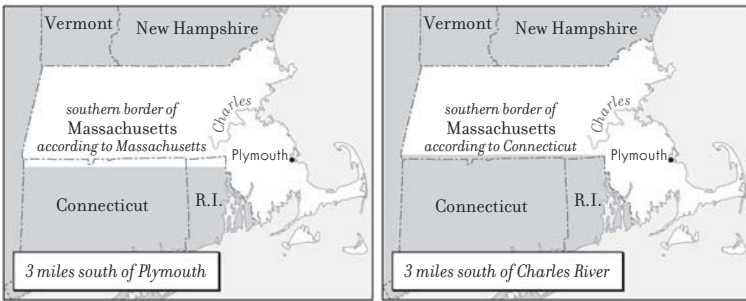 Vermont
New Hampshire
southern border of
Massachusetts
according to Massachusetts
Charles
Plymouth
Connecticut
R.I.
3 miles south of Plymouth
Vermont
New Hampshire
southern border of
Massachusetts
according to Connecticut
Charles
Plymouth
Connecticut
R.I.
3 miles south of Charles River